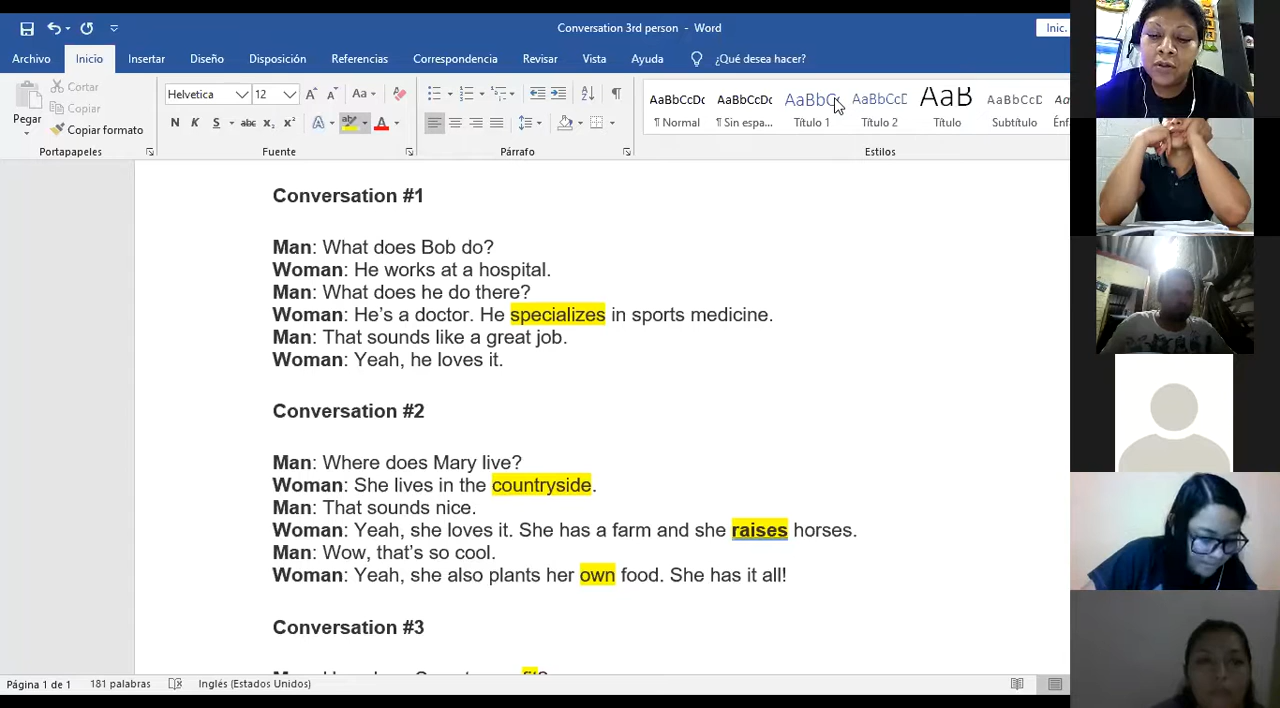 Conversation 3rd person - Word
Inic.
Archivo Inicio Insertar Diseño Disposición Referencias Correspondencia Revisar Vista Ayuda ¿Qué desea hacer?
Pegar
Cortar
Copiar
Copiar formato
Portapapeles
Helvetica 12
N K S abc x₂ x²
Fuente
Párrafo
AaBbCcDc AaBbCcDc AaBbC AaBbCcD AaB AaBbCcD
¶ Normal ¶ Sin espa... Título 1 Título 2 Título Subtítulo
Estilos
Conversation #1
Man: What does Bob do?
Woman: He works at a hospital.
Man: What does he do there?
Woman: He’s a doctor. He specializes in sports medicine.
Man: That sounds like a great job.
Woman: Yeah, he loves it.
Conversation #2
Man: Where does Mary live?
Woman: She lives in the countryside.
Man: That sounds nice.
Woman: Yeah, she loves it. She has a farm and she raises horses.
Man: Wow, that’s so cool.
Woman: Yeah, she also plants her own food. She has it all!
Conversation #3
Página 1 de 1 181 palabras Inglés (Estados Unidos)